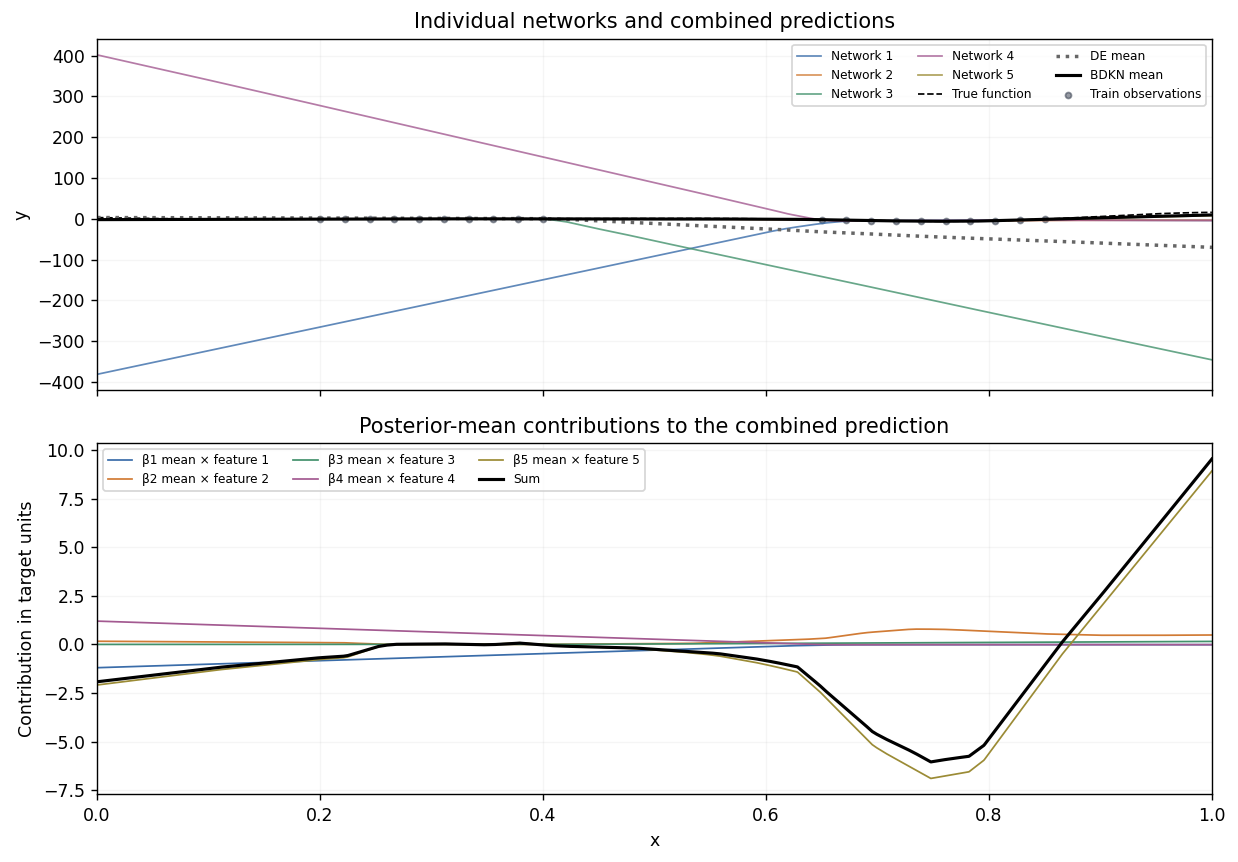 Individual networks and combined predictions
400
300
200
100
0
−100
−200
−300
−400
y
Network 1
Network 2
Network 3
Network 4
Network 5
True function
DE mean
BDKN mean
Train observations
Posterior-mean contributions to the combined prediction
10.0
7.5
5.0
2.5
0.0
−2.5
−5.0
−7.5
Contribution in target units
β1 mean × feature 1
β2 mean × feature 2
β3 mean × feature 3
β4 mean × feature 4
β5 mean × feature 5
Sum
0.0
0.2
0.4
0.6
0.8
1.0
x